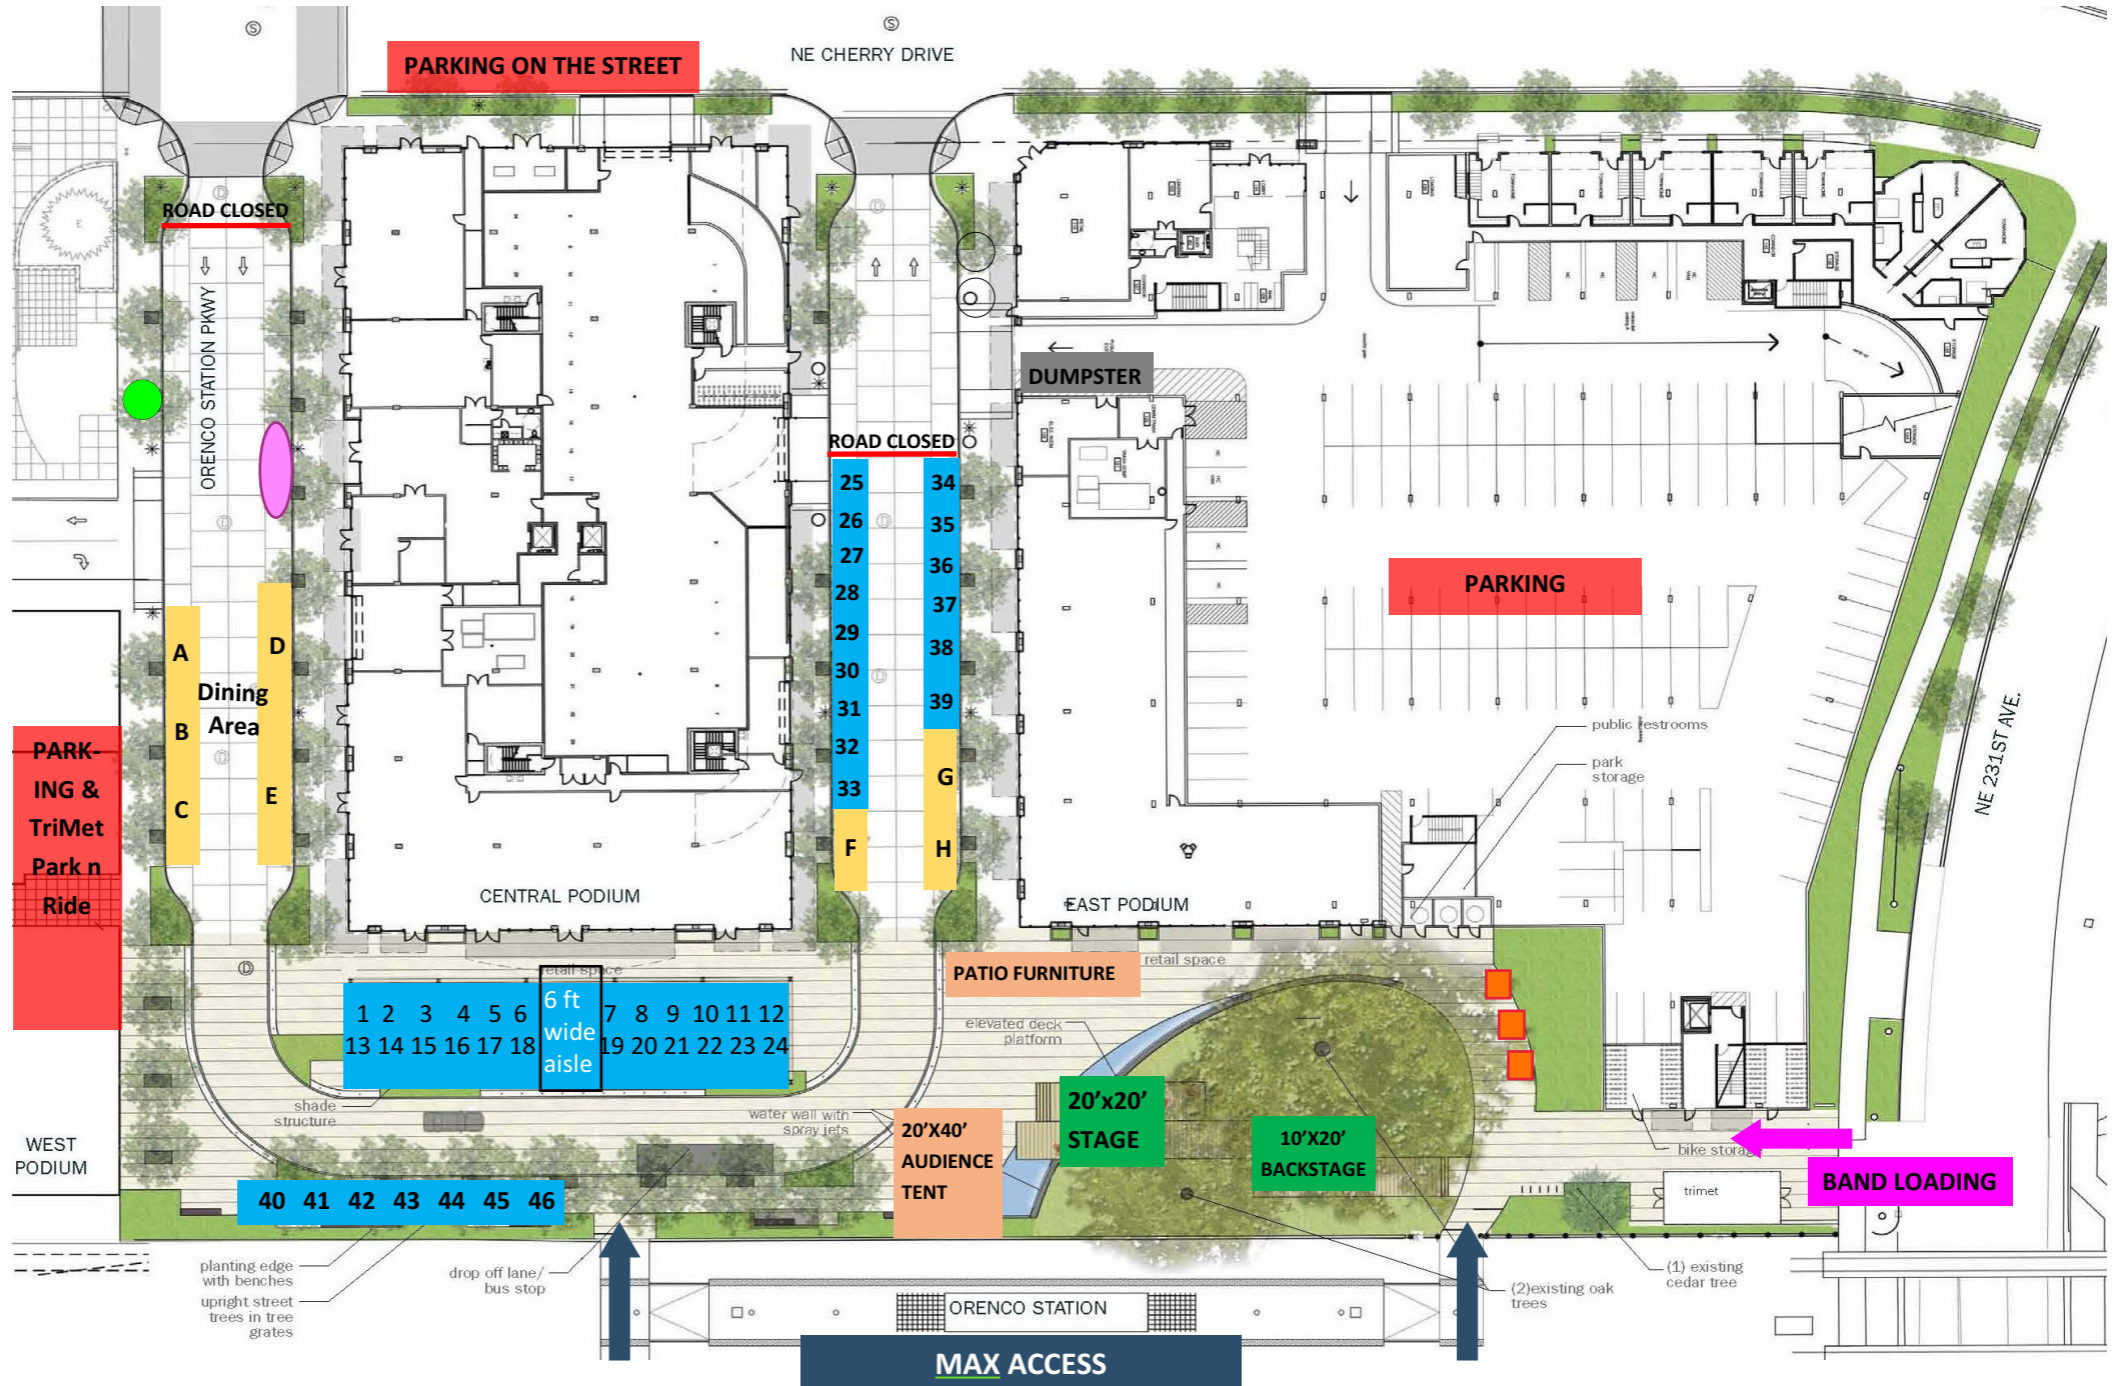 NE CHERRY DRIVE
PARKING ON THE STREET
ROAD CLOSED
ORENCO STATION PKWY
DUMPSTER
ROAD CLOSED
25
34
26
35
27
36
28
37
29
38
30
39
31
32
33
G
F
H
A
D
Dining
Area
B
C
E
PARKING
PARK-
ING &
TriMet
Park n
Ride
public restrooms
park
storage
NE 231ST AVE.
CENTRAL PODIUM
EAST PODIUM
retail space
retail space
PATIO FURNITURE
1 2 3 4 5 6
6 ft
wide
aisle
7 8 9 10 11 12
13 14 15 16 17 18
19 20 21 22 23 24
elevated deck
platform
shade
structure
water wall with
spray jets
20'x20'
STAGE
20'X40'
AUDIENCE
TENT
10'X20'
BACKSTAGE
WEST
PODIUM
bike storage
BAND LOADING
trimet
40 41 42 43 44 45 46
planting edge
with benches
upright street
trees in tree
grates
drop off lane/
bus stop
ORENCO STATION
(2)existing oak
trees
(1) existing
cedar tree
MAX ACCESS